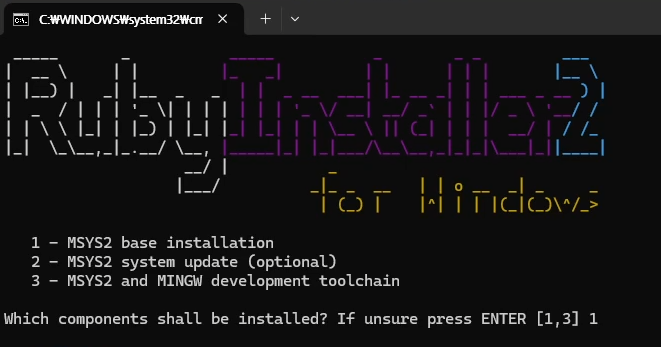 C:₩WINDOWS₩system32₩cm
RubyInstaller2
for Windows
1 - MSYS2 base installation
2 - MSYS2 system update (optional)
3 - MSYS2 and MINGW development toolchain
Which components shall be installed? If unsure press ENTER [1,3] 1